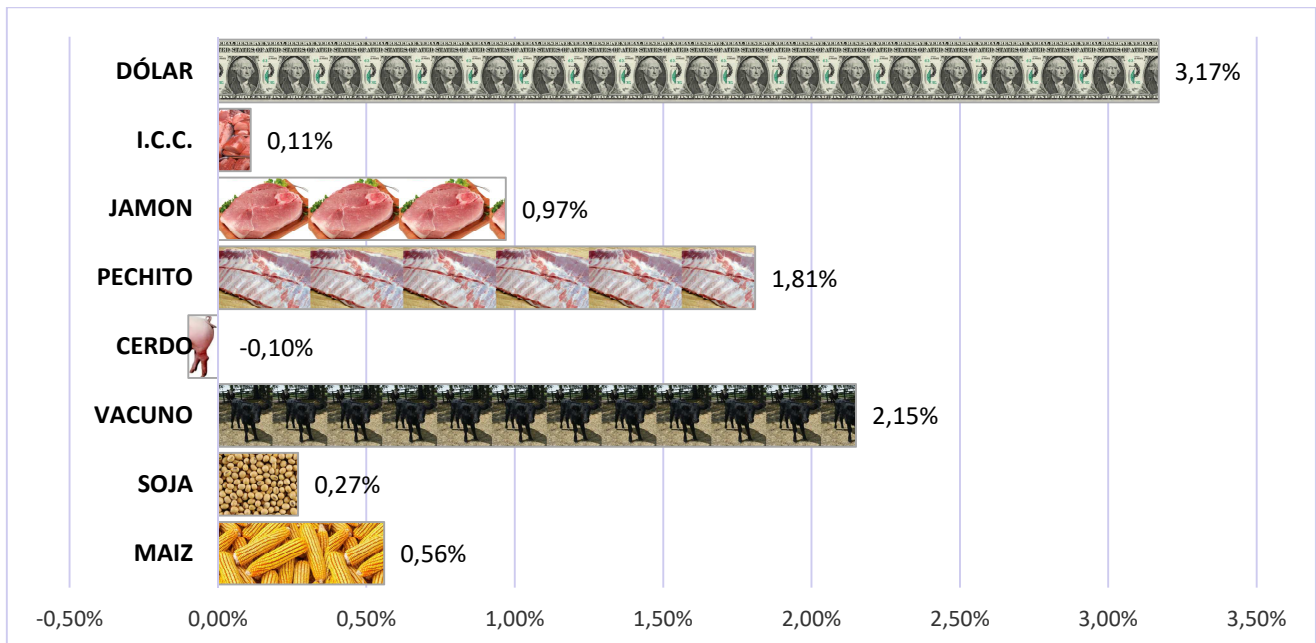 DÓLAR 3,17%
I.C.C. 0,11%
JAMON 0,97%
PECHITO 1,81%
CERDO -0,10%
VACUNO 2,15%
SOJA 0,27%
MAIZ 0,56%
-0,50% 0,00% 0,50% 1,00% 1,50% 2,00% 2,50% 3,00% 3,50%